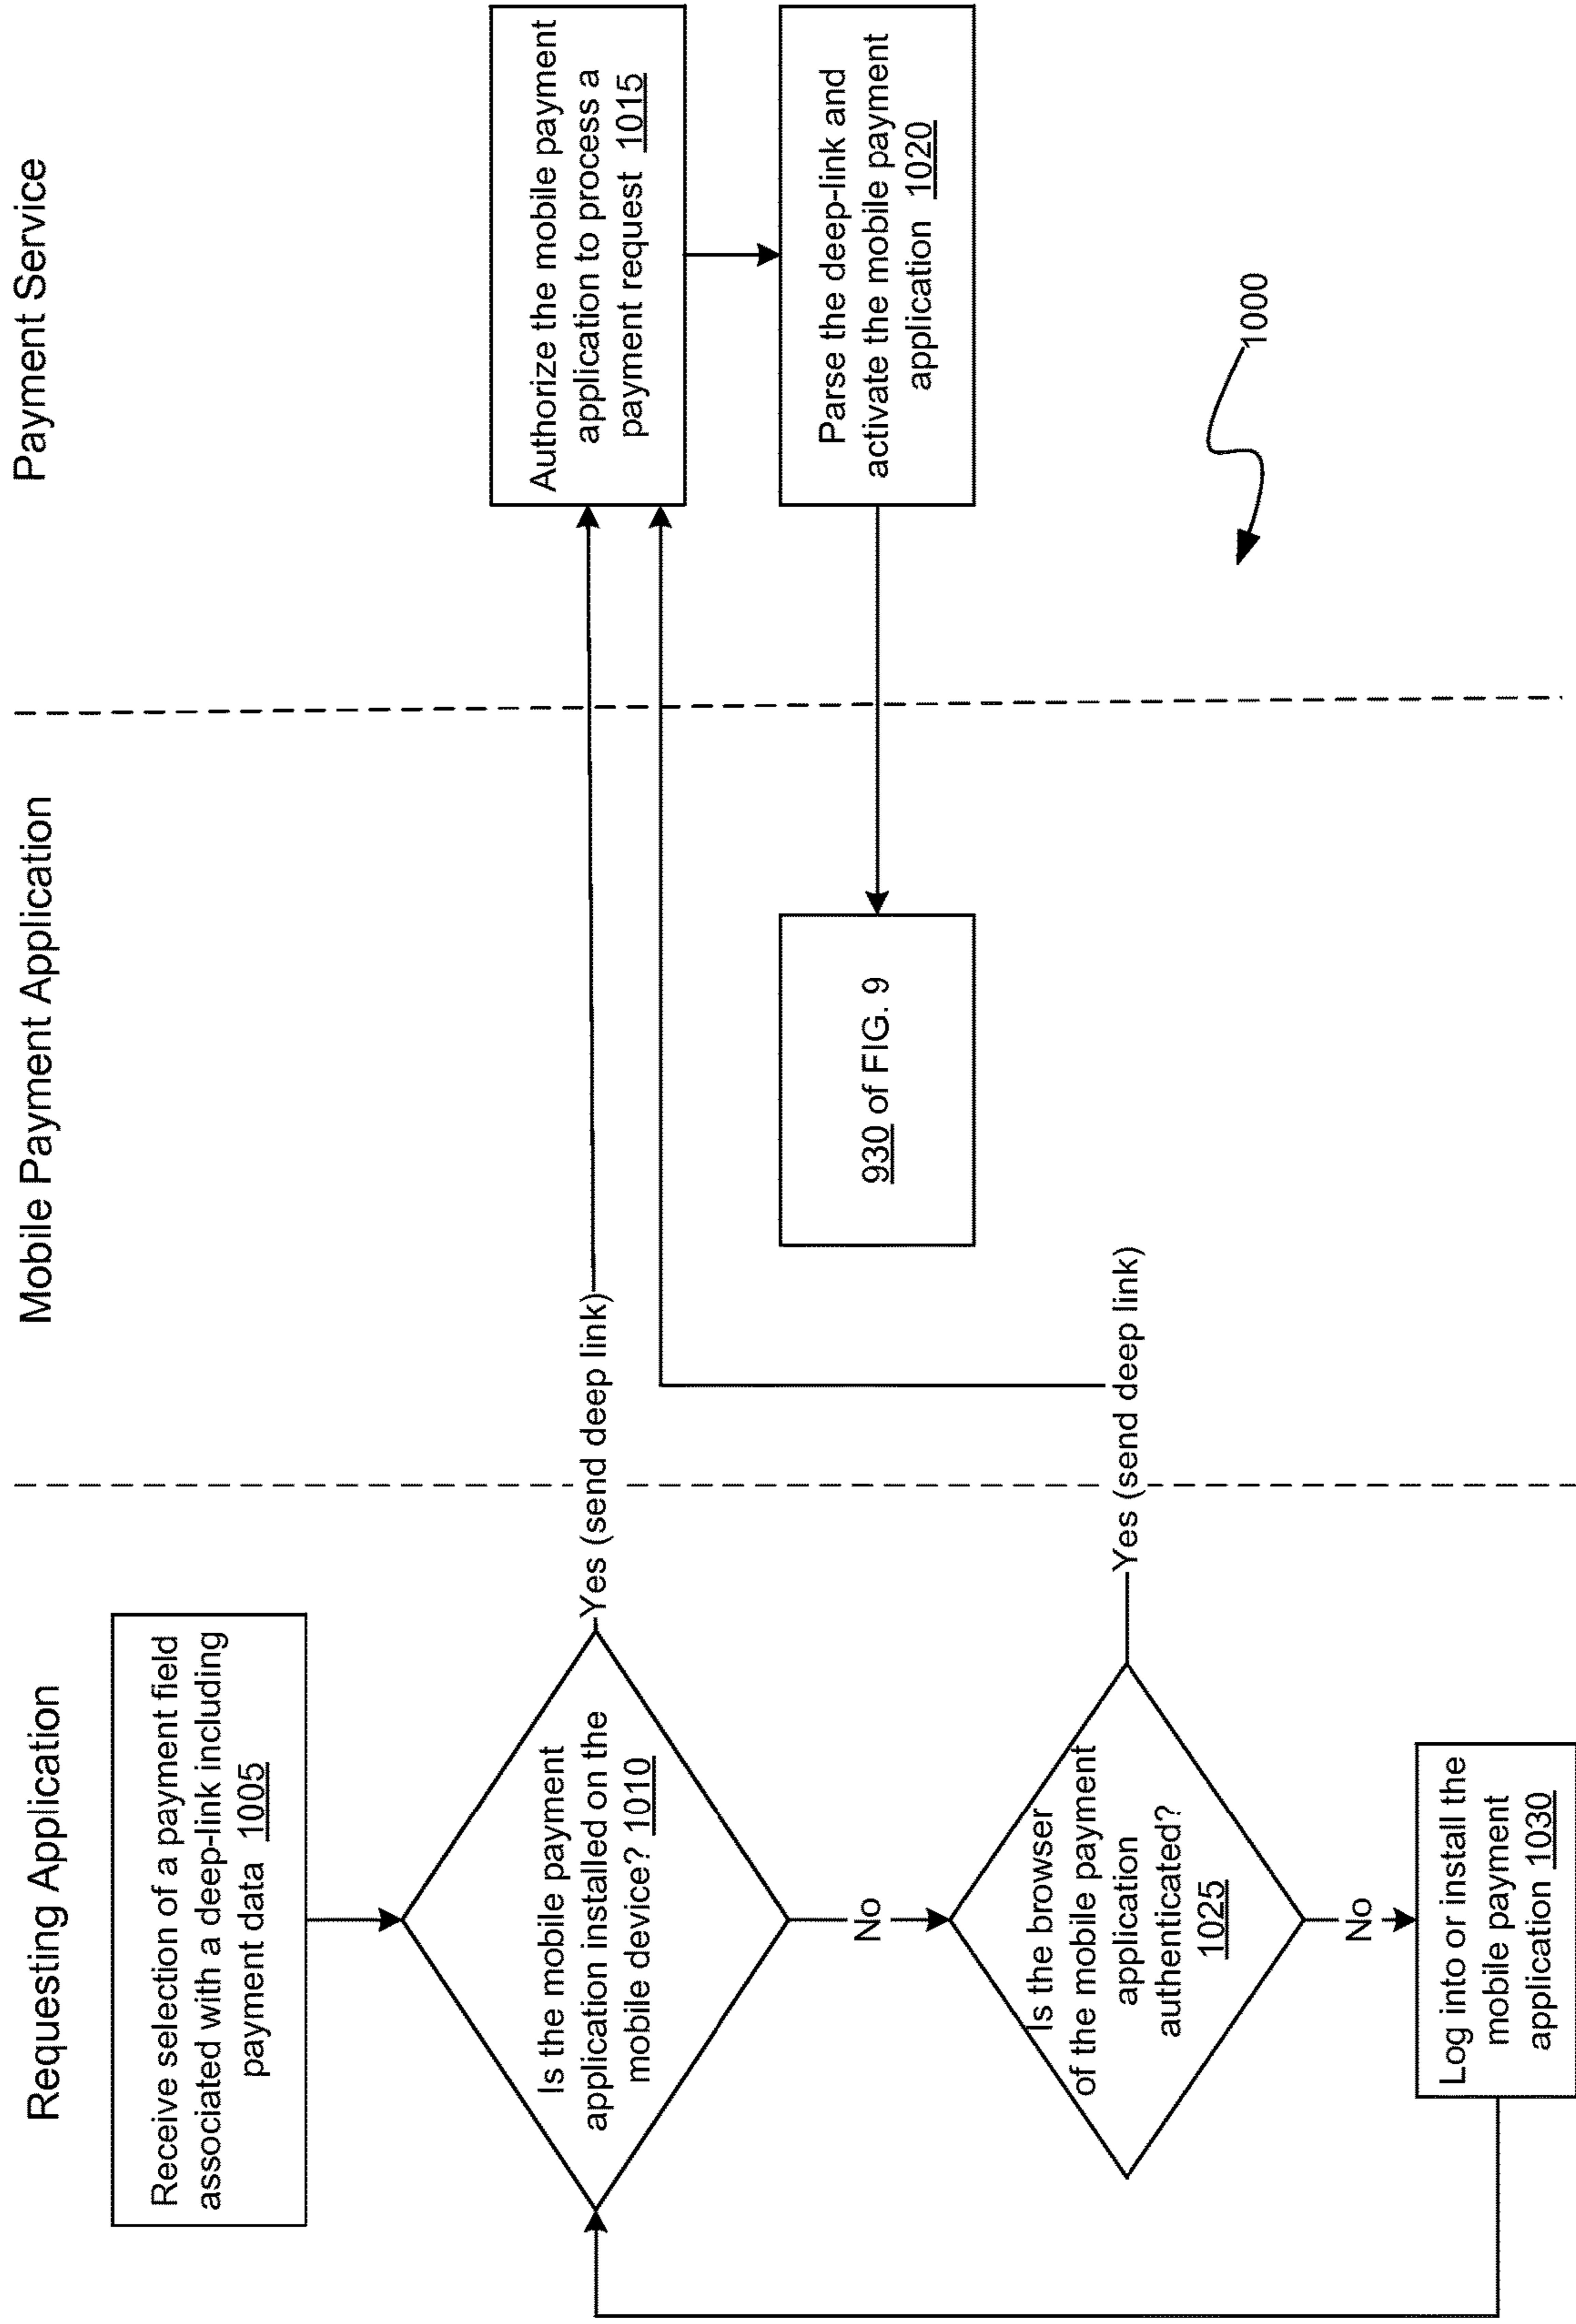 Requesting Application
Mobile Payment Application
Payment Service
Receive selection of a payment field
associated with a deep-link including
payment data 1005
Is the mobile payment
application installed on the
mobile device? 1010
Yes (send deep link)
Authorize the mobile payment
application to process a
payment request 1015
Parse the deep-link and
activate the mobile payment
application 1020
930 of FIG. 9
No
Is the browser
of the mobile payment
application
authenticated?
1025
Yes (send deep link)
No
Log into or install the
mobile payment
application 1030
1000